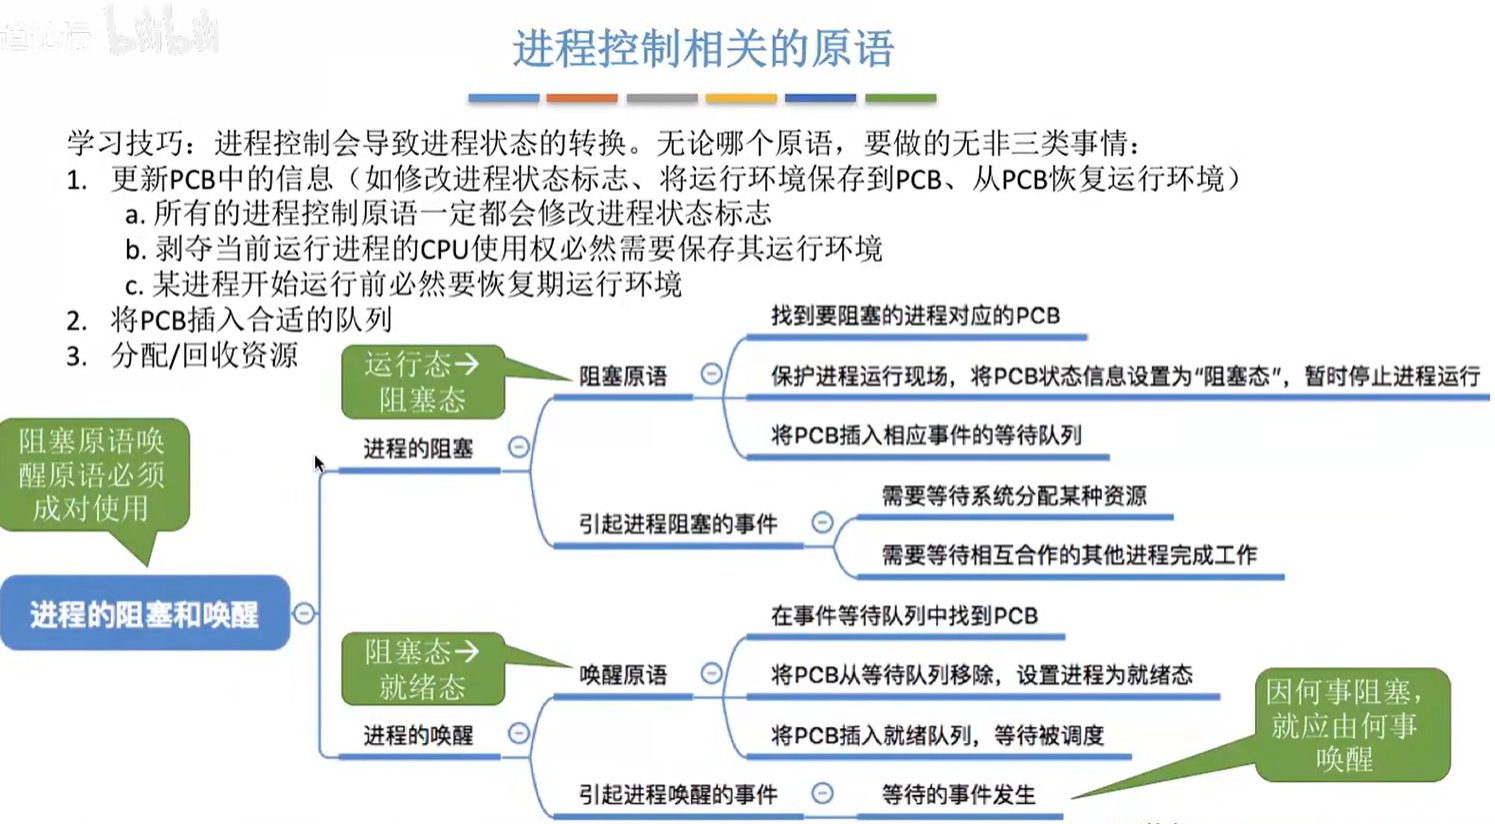 bilibili
进程控制相关的原语
学习技巧：进程控制会导致进程状态的转换。无论哪个原语，要做的无非三类事情：
1. 更新PCB中的信息（如修改进程状态标志、将运行环境保存到PCB、从PCB恢复运行环境）
a. 所有的进程控制原语一定都会修改进程状态标志
b. 剥夺当前运行进程的CPU使用权必然需要保存其运行环境
c. 某进程开始运行前必然要恢复期运行环境
2. 将PCB插入合适的队列
3. 分配/回收资源
阻塞原语唤
醒原语必须
成对使用
进程的阻塞和唤醒
进程的阻塞
运行态→
阻塞态
阻塞原语
找到要阻塞的进程对应的PCB
保护进程运行现场，将PCB状态信息设置为“阻塞态”，暂时停止进程运行
将PCB插入相应事件的等待队列
引起进程阻塞的事件
需要等待系统分配某种资源
需要等待相互合作的其他进程完成工作
进程的唤醒
阻塞态→
就绪态
唤醒原语
在事件等待队列中找到PCB
将PCB从等待队列移除，设置进程为就绪态
将PCB插入就绪队列，等待被调度
引起进程唤醒的事件
等待的事件发生
因何事阻塞，
就应由何事
唤醒